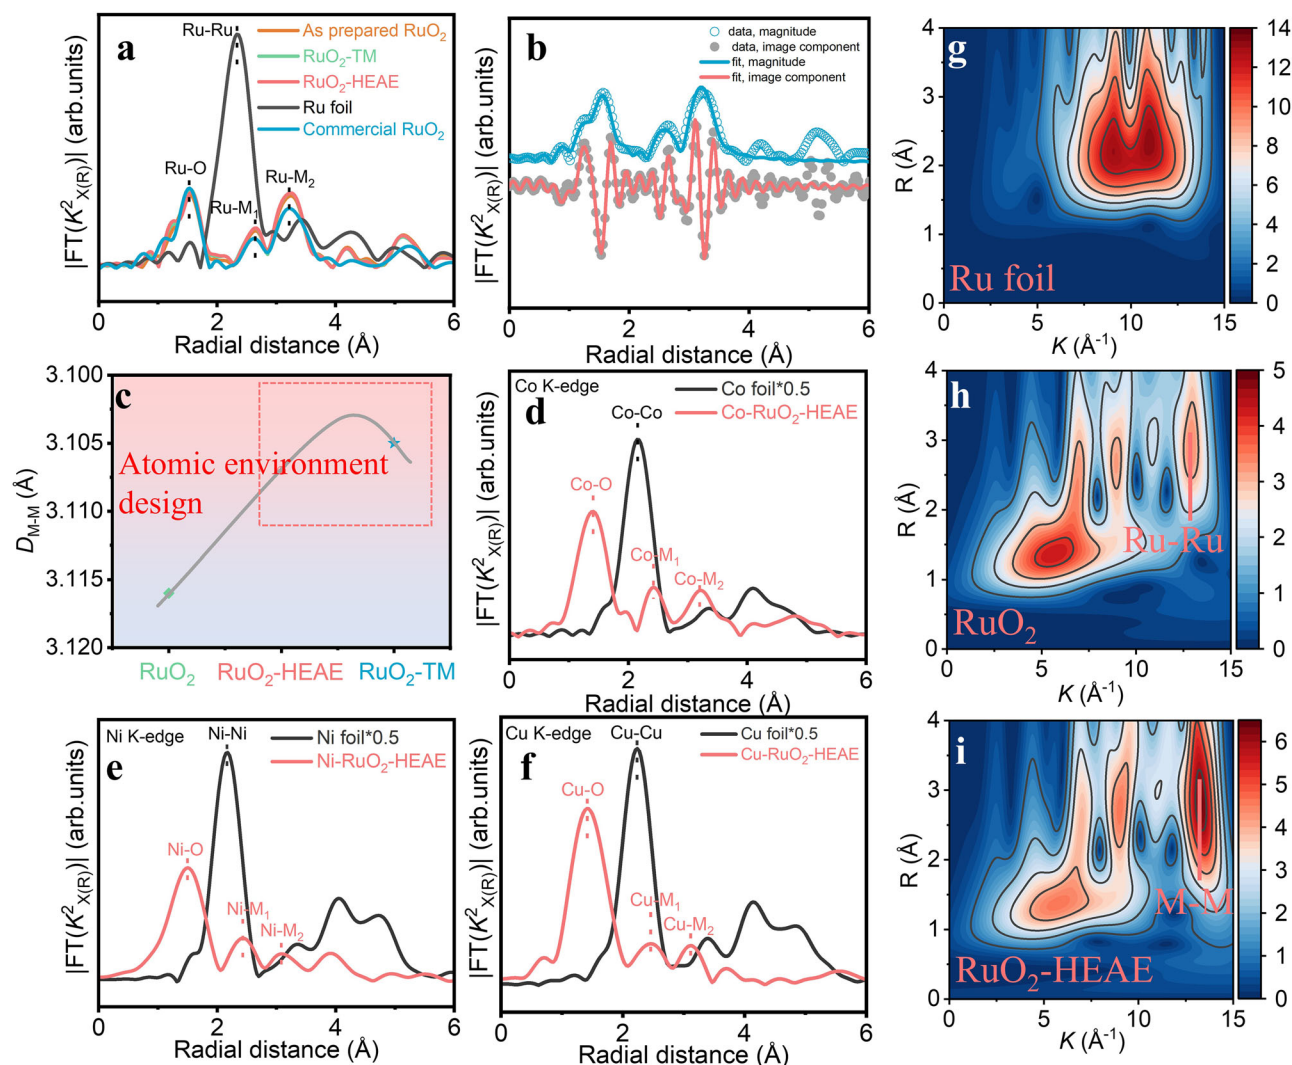 a
Ru-Ru
As prepared RuO₂
RuO₂-TM
RuO₂-HEAE
Ru foil
Commercial RuO₂
Ru-O
Ru-M₁
Ru-M₂
|FT(K²χ(R))| (arb.units)
0 2 4 6
Radial distance (Å)
b
data, magnitude
data, image component
fit, magnitude
fit, image component
|FT(K²χ(R))| (arb.units)
0 2 4 6
Radial distance (Å)
g
Ru foil
R (Å)
4
3
2
1
0
0 5 10 15
K (Å⁻¹)
14
12
10
8
6
4
2
0
c
Atomic environment
design
D_M-M (Å)
3.100
3.105
3.110
3.115
3.120
RuO₂ RuO₂-HEAE RuO₂-TM
Co K-edge
d
Co foil*0.5
Co-RuO₂-HEAE
Co-Co
Co-O
Co-M₁
Co-M₂
|FT(K²χ(R))| (arb.units)
0 2 4 6
Radial distance (Å)
h
Ru-Ru
RuO₂
R (Å)
4
3
2
1
0
0 5 10 15
K (Å⁻¹)
5
4
3
2
1
0
Ni K-edge
e
Ni-Ni
Ni foil*0.5
Ni-RuO₂-HEAE
Ni-O
Ni-M₁
Ni-M₂
|FT(K²χ(R))| (arb.units)
0 2 4 6
Radial distance (Å)
Cu K-edge
f
Cu-Cu
Cu foil*0.5
Cu-RuO₂-HEAE
Cu-O
Cu-M₁
Cu-M₂
|FT(K²χ(R))| (arb.units)
0 2 4 6
Radial distance (Å)
i
M-M
RuO₂-HEAE
R (Å)
4
3
2
1
0
0 5 10 15
K (Å⁻¹)
6
5
4
3
2
1
0